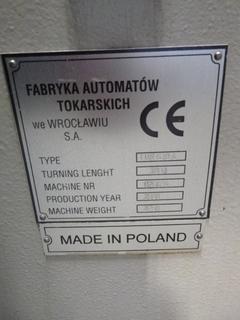 FABRYKA AUTOMATÓW
TOKARSKICH
we WROCŁAWIU
S.A.
CE
TYPE
TURNING LENGHT
MACHINE NR
PRODUCTION YEAR
MACHINE WEIGHT
MADE IN POLAND